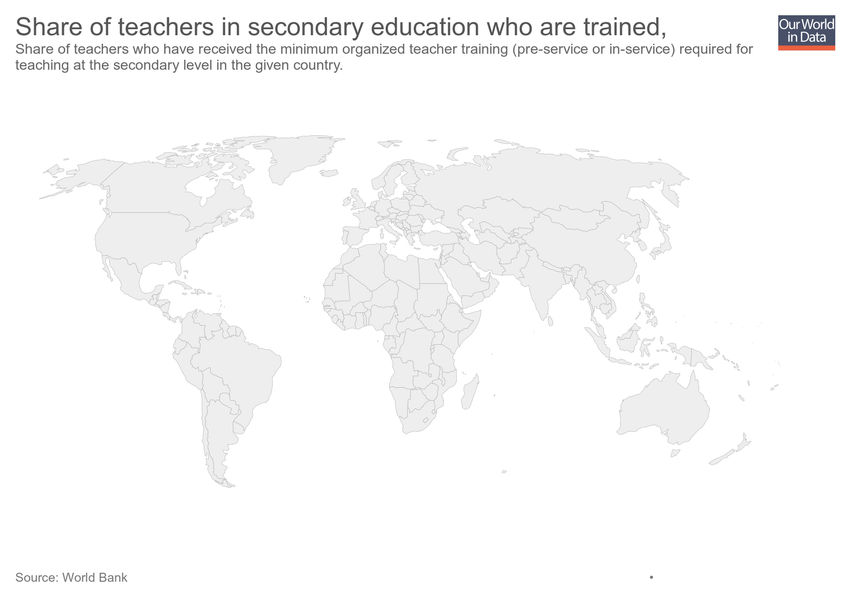 Share of teachers in secondary education who are trained,
Our World
in Data
Share of teachers who have received the minimum organized teacher training (pre-service or in-service) required for
teaching at the secondary level in the given country.
Source: World Bank
•